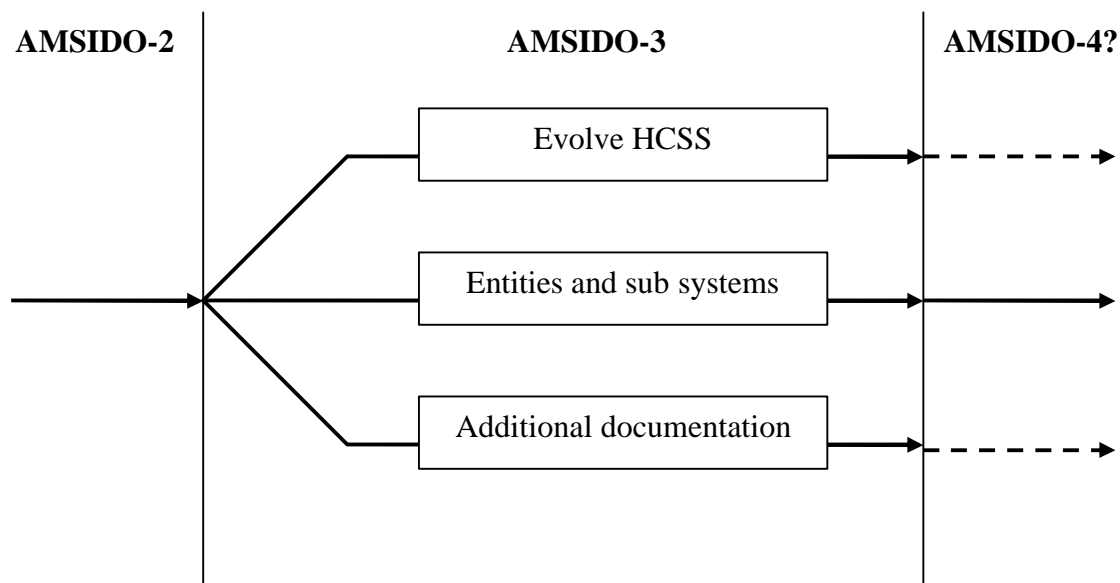 AMSIDO-2
AMSIDO-3
AMSIDO-4?
Evolve HCSS
Entities and sub systems
Additional documentation